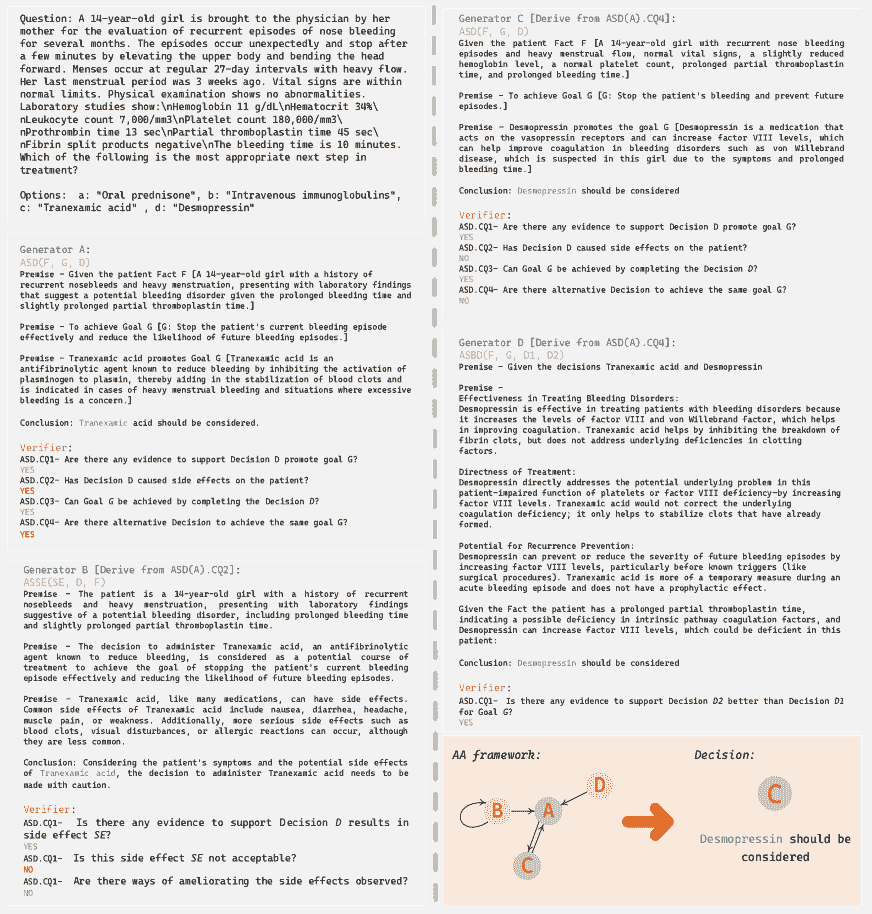 Question: A 14-year-old girl is brought to the physician by her
mother for the evaluation of recurrent episodes of nose bleeding
for several months. The episodes occur unexpectedly and stop after
a few minutes by elevating the upper body and bending the head
forward. Menses occur at regular 27-day intervals with heavy flow.
Her last menstrual period was 3 weeks ago. Vital signs are within
normal limits. Physical examination shows no abnormalities.
Laboratory studies show:\nHemoglobin 11 g/dL\nHematocrit 34%\
nLeukocyte count 7,000/mm3\nPlatelet count 180,000/mm3\
nProthrombin time 13 sec\nPartial thromboplastin time 45 sec\
nFibrin split products negative\nThe bleeding time is 10 minutes.
Which of the following is the most appropriate next step in
treatment?
Options: a: "Oral prednisone", b: "Intravenous immunoglobulins",
c: "Tranexamic acid" , d: "Desmopressin"
Generator A:
ASD(F, G, D)
Premise - Given the patient Fact F [A 14-year-old girl with a history of
recurrent nosebleeds and heavy menstruation, presenting with laboratory findings
that suggest a potential bleeding disorder given the prolonged bleeding time and
slightly prolonged partial thromboplastin time.]
Premise - To achieve Goal G [G: Stop the patient's current bleeding episode
effectively and reduce the likelihood of future bleeding episodes.]
Premise - Tranexamic acid promotes Goal G [Tranexamic acid is an
antifibrinolytic agent known to reduce bleeding by inhibiting the activation of
plasminogen to plasmin, thereby aiding in the stabilization of blood clots and
is indicated in cases of heavy menstrual bleeding and situations where excessive
bleeding is a concern.]
Conclusion: Tranexamic acid should be considered.
Verifier:
ASD.CQ1- Are there any evidence to support Decision D promote goal G?
YES
ASD.CQ2- Has Decision D caused side effects on the patient?
YES
ASD.CQ3- Can Goal G be achieved by completing the Decision D?
YES
ASD.CQ4- Are there alternative Decision to achieve the same goal G?
YES
Generator B [Derive from ASD(A).CQ2]:
ASSE(SE, D, F)
Premise - The patient is a 14-year-old girl with a history of recurrent
nosebleeds and heavy menstruation, presenting with laboratory findings
suggestive of a potential bleeding disorder, including prolonged bleeding time
and slightly prolonged partial thromboplastin time.
Premise - The decision to administer Tranexamic acid, an antifibrinolytic
agent known to reduce bleeding, is considered as a potential course of
treatment to achieve the goal of stopping the patient's current bleeding
episode effectively and reducing the likelihood of future bleeding episodes.
Premise - Tranexamic acid, like many medications, can have side effects.
Common side effects of Tranexamic acid include nausea, diarrhea, headache,
muscle pain, or weakness. Additionally, more serious side effects such as
blood clots, visual disturbances, or allergic reactions can occur, although
they are less common.
Conclusion: Considering the patient's symptoms and the potential side effects
of Tranexamic acid, the decision to administer Tranexamic acid needs to be
made with caution.
Verifier:
ASD.CQ1- Is there any evidence to support Decision D results in
side effect SE?
YES
ASD.CQ1- Is this side effect SE not acceptable?
NO
ASD.CQ1- Are there ways of ameliorating the side effects observed?
NO
Generator C [Derive from ASD(A).CQ4]:
ASD(F, G, D)
Given the patient Fact F [A 14-year-old girl with recurrent nose bleeding
episodes and heavy menstrual flow, normal vital signs, a slightly reduced
hemoglobin level, a normal platelet count, prolonged partial thromboplastin
time, and prolonged bleeding time.]
Premise - To achieve Goal G [G: Stop the patient's bleeding and prevent future
episodes.]
Premise - Desmopressin promotes the goal G [Desmopressin is a medication that
acts on the vasopressin receptors and can increase factor VIII levels, which
can help improve coagulation in bleeding disorders such as von Willebrand
disease, which is suspected in this girl due to the symptoms and prolonged
bleeding time.]
Conclusion: Desmopressin should be considered
Verifier:
ASD.CQ1- Are there any evidence to support Decision D promote goal G?
YES
ASD.CQ2- Has Decision D caused side effects on the patient?
NO
ASD.CQ3- Can Goal G be achieved by completing the Decision D?
YES
ASD.CQ4- Are there alternative Decision to achieve the same goal G?
NO
Generator D [Derive from ASD(A).CQ4]:
ASBD(F, G, D1, D2)
Premise - Given the decisions Tranexamic acid and Desmopressin
Premise -
Effectiveness in Treating Bleeding Disorders:
Desmopressin is effective in treating patients with bleeding disorders because
it increases the levels of factor VIII and von Willebrand factor, which helps
in improving coagulation. Tranexamic acid helps by inhibiting the breakdown of
fibrin clots, but does not address underlying deficiencies in clotting
factors.
Directness of Treatment:
Desmopressin directly addresses the potential underlying problem in this
patient-impaired function of platelets or factor VIII deficiency-by increasing
factor VIII levels. Tranexamic acid would not correct the underlying
coagulation deficiency; it only helps to stabilize clots that have already
formed.
Potential for Recurrence Prevention:
Desmopressin can prevent or reduce the severity of future bleeding episodes by
increasing factor VIII levels, particularly before known triggers (like
surgical procedures). Tranexamic acid is more of a temporary measure during an
acute bleeding episode and does not have a prophylactic effect.
Given the Fact the patient has a prolonged partial thromboplastin time,
indicating a possible deficiency in intrinsic pathway coagulation factors, and
Desmopressin can increase factor VIII levels, which could be deficient in this
patient:
Conclusion: Desmopressin should be considered
Verifier:
ASD.CQ1- Is there any evidence to support Decision D2 better than Decision D1
for Goal G?
YES
AA framework:
Decision:
B
A
D
C
C
Desmopressin should be
considered